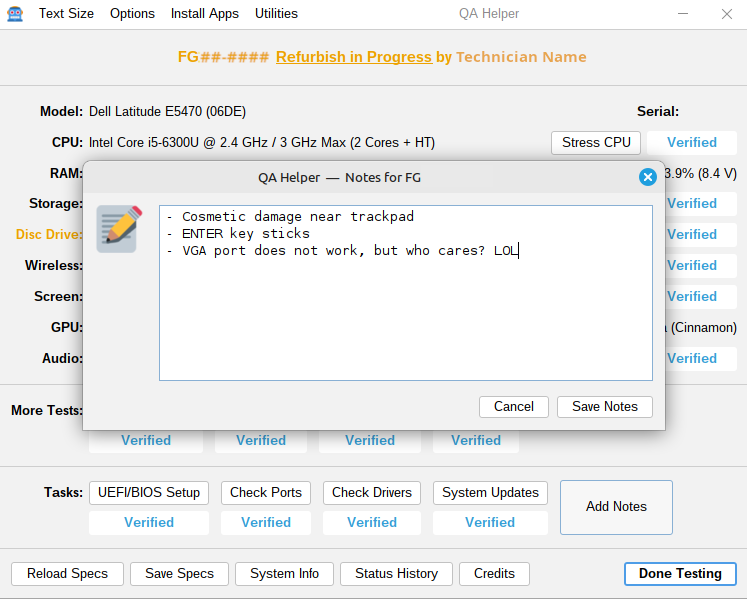 Text Size Options Install Apps Utilities QA Helper
FG##-#### Refurbish in Progress by Technician Name
Model: Dell Latitude E5470 (06DE) Serial:
CPU: Intel Core i5-6300U @ 2.4 GHz / 3 GHz Max (2 Cores + HT) Stress CPU Verified
RAM: 3.9% (8.4 V)
QA Helper — Notes for FG
Storage: Verified
- Cosmetic damage near trackpad
Disc Drive: Verified
- ENTER key sticks
- VGA port does not work, but who cares? LOL
Wireless: Verified
Screen: Verified
GPU: (Cinnamon)
Audio: Verified
Cancel Save Notes
More Tests:
Verified Verified Verified Verified
Tasks: UEFI/BIOS Setup Check Ports Check Drivers System Updates Add Notes
Verified Verified Verified Verified
Reload Specs Save Specs System Info Status History Credits Done Testing